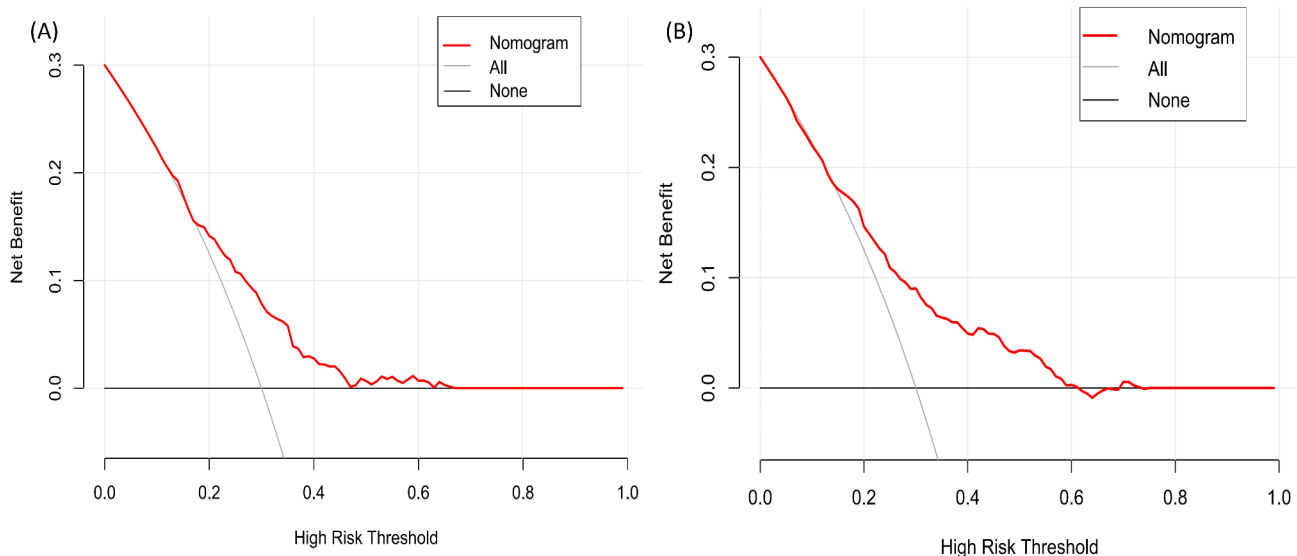 (A)
Nomogram
All
None
0.3
0.2
0.1
0.0
Net Benefit
0.0 0.2 0.4 0.6 0.8 1.0
High Risk Threshold
(B)
Nomogram
All
None
0.3
0.2
0.1
0.0
Net Benefit
0.0 0.2 0.4 0.6 0.8 1.0
High Risk Threshold